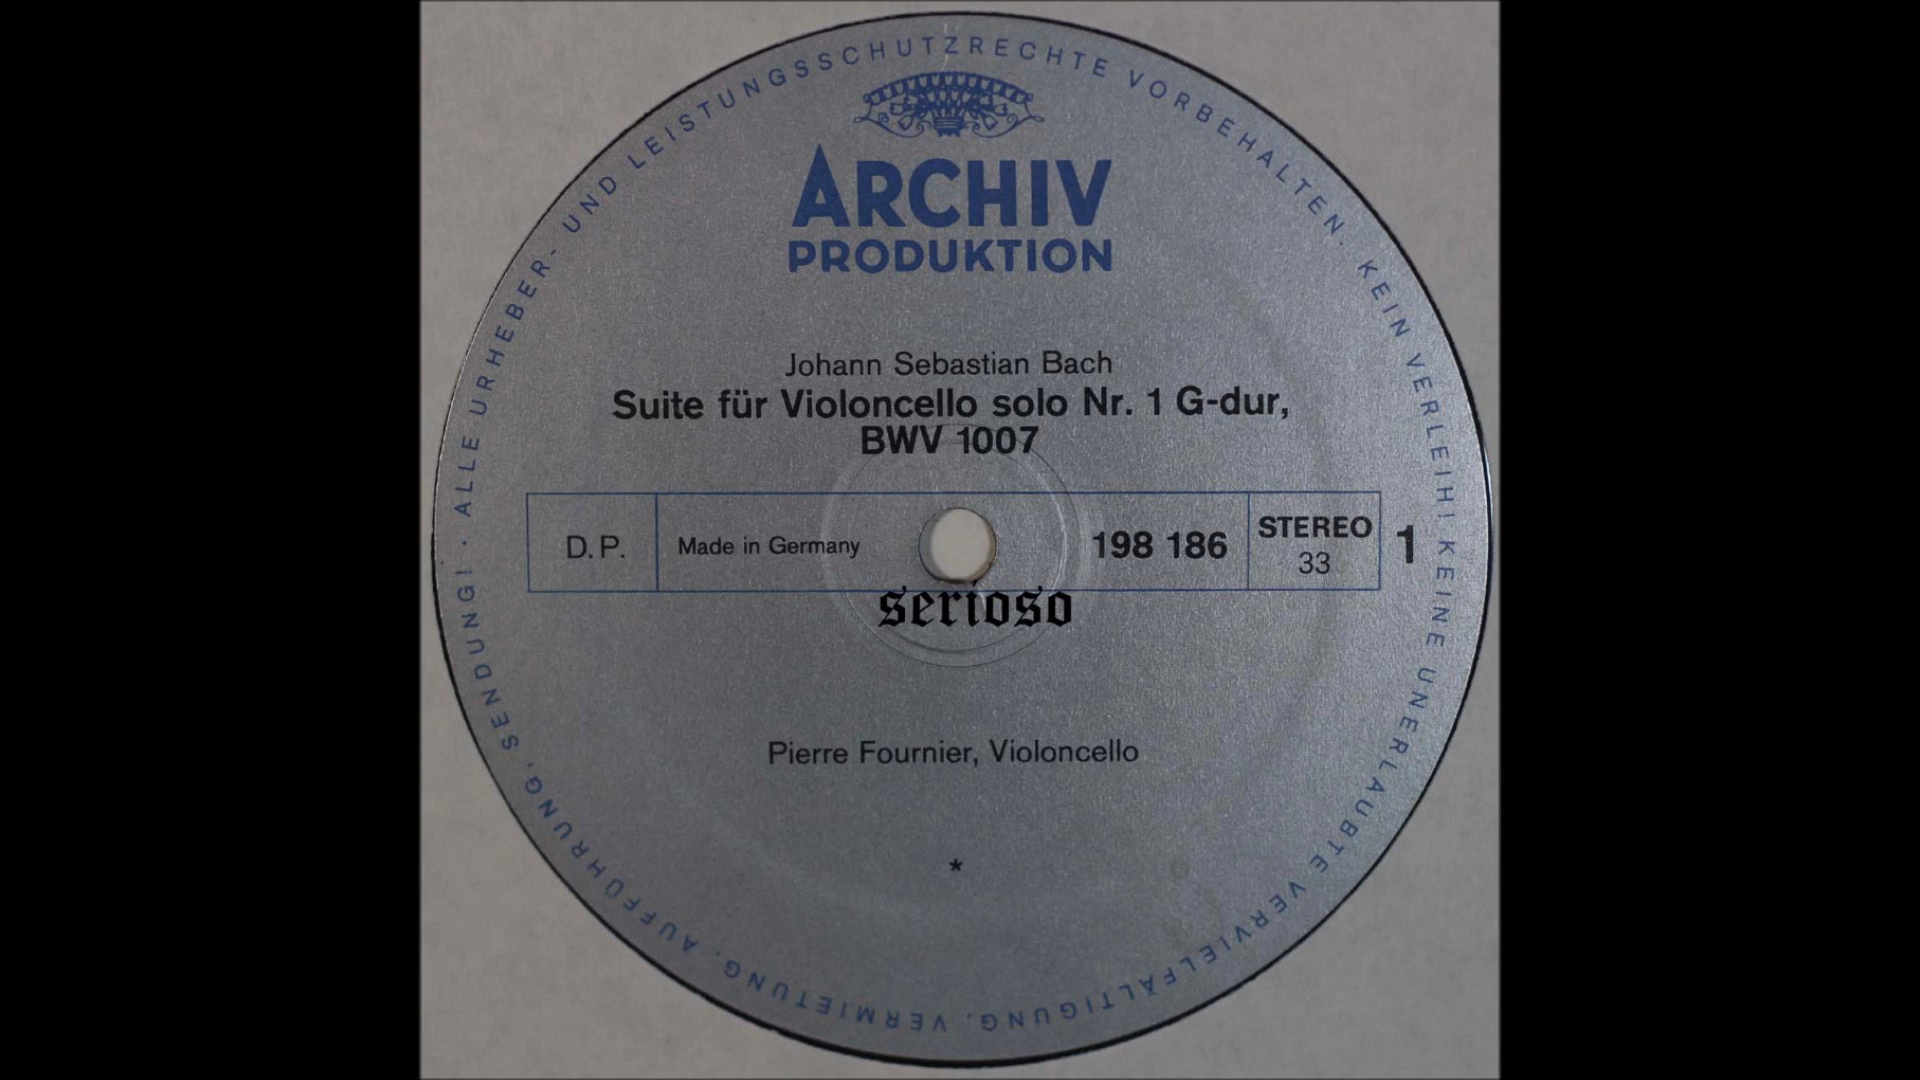 ALLE URHEBER- UND LEISTUNGSSCHUTZRECHTE VORBEHALTEN. KEIN VERLEIH! KEINE UNERLAUBTE VERVIELFÄLTIGUNG, VERMIETUNG, AUFFÜHRUNG, SENDUNG! ·
ARCHIV
PRODUKTION
Johann Sebastian Bach
Suite für Violoncello solo Nr. 1 G-dur,
BWV 1007
D.P. Made in Germany 198 186 STEREO 33 1
serioso
Pierre Fournier, Violoncello
*